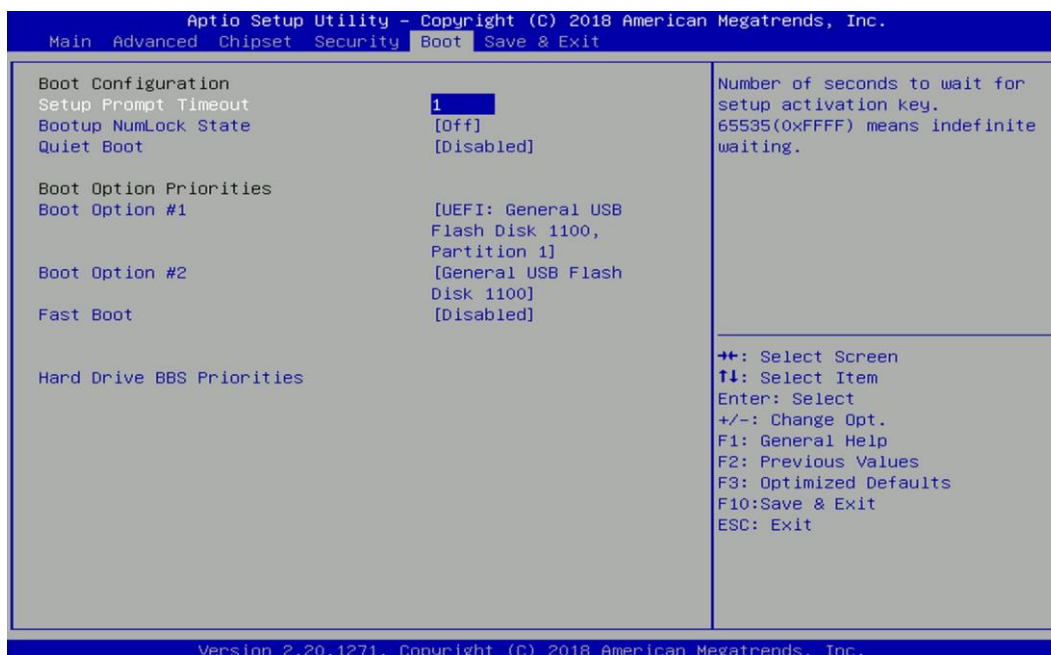 Aptio Setup Utility – Copyright (C) 2018 American Megatrends, Inc.
Main Advanced Chipset Security Boot Save & Exit
Boot Configuration
Setup Prompt Timeout 1
Bootup NumLock State [Off]
Quiet Boot [Disabled]
Boot Option Priorities
Boot Option #1 [UEFI: General USB
Flash Disk 1100,
Partition 1]
Boot Option #2 [General USB Flash
Disk 1100]
Fast Boot [Disabled]
Hard Drive BBS Priorities
Number of seconds to wait for
setup activation key.
65535(0xFFFF) means indefinite
waiting.
→←: Select Screen
↑↓: Select Item
Enter: Select
+/-: Change Opt.
F1: General Help
F2: Previous Values
F3: Optimized Defaults
F10:Save & Exit
ESC: Exit
Version 2.20.1271. Copyright (C) 2018 American Megatrends, Inc.